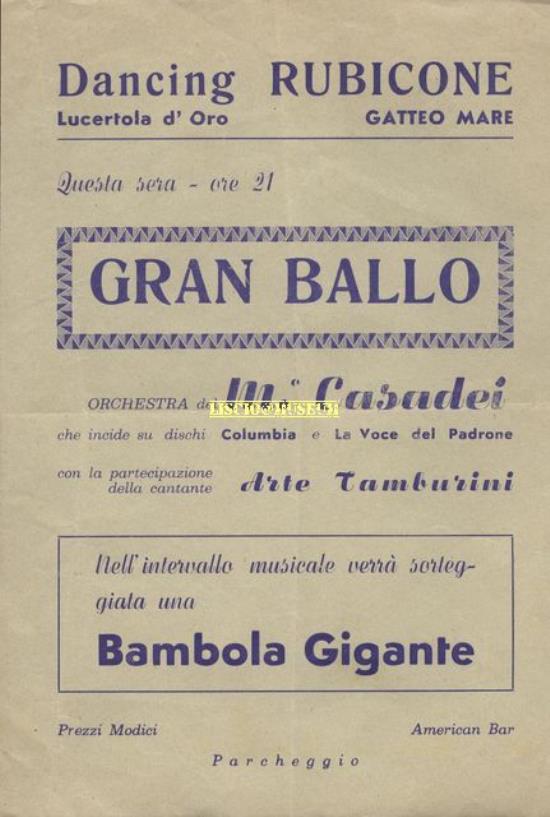 Dancing RUBICONE
Lucertola d' Oro GATTEO MARE
Questa sera - ore 21
GRAN BALLO
ORCHESTRA del M° Casadei
che incide su dischi Columbia e La Voce del Padrone
con la partecipazione
della cantante Arte Tamburini
Nell' intervallo musicale verrà sorteg-
giata una
Bambola Gigante
Prezzi Modici American Bar
Parcheggio